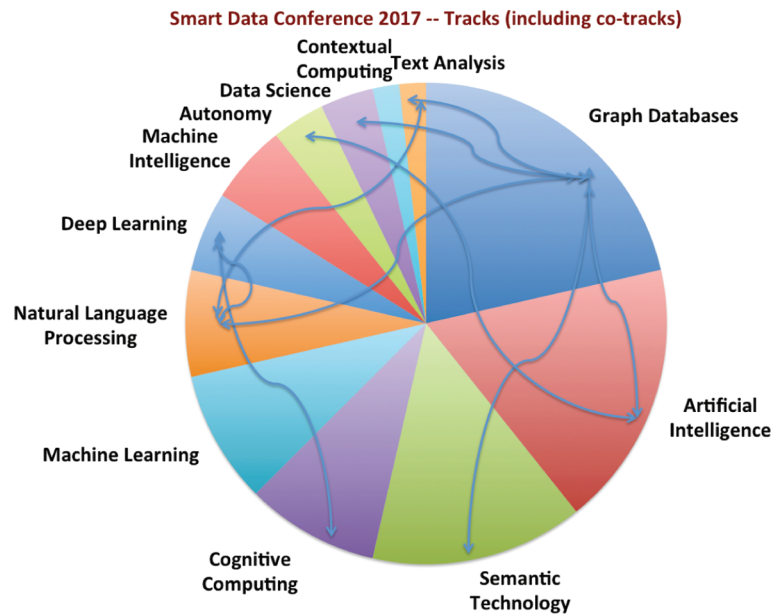 Smart Data Conference 2017 -- Tracks (including co-tracks)
Contextual
Computing
Text Analysis
Data Science
Autonomy
Machine
Intelligence
Graph Databases
Deep Learning
Natural Language
Processing
Artificial
Intelligence
Machine Learning
Cognitive
Computing
Semantic
Technology